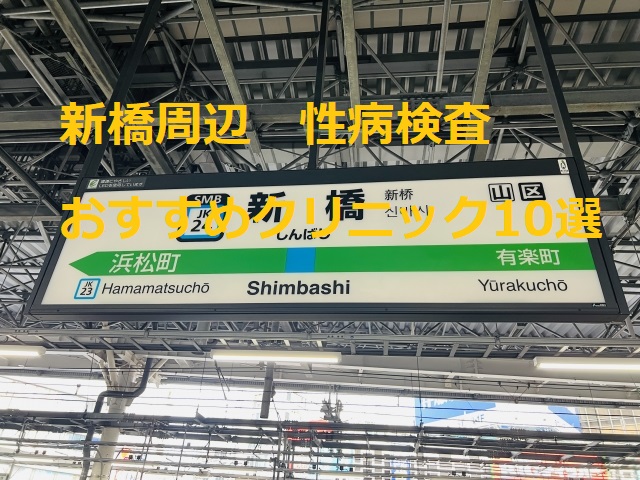 新橋周辺　性病検査
おすすめクリニック10選
SMB
JK
24
新橋
しんばし
新桥
신바시
山 区
浜松町
有楽町
JK
23
Hamamatsuchō
Shimbashi
Yūrakuchō